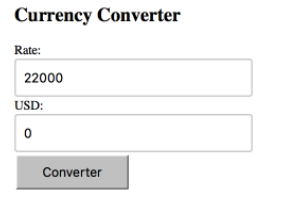 Currency Converter
Rate:
22000
USD:
0
Converter